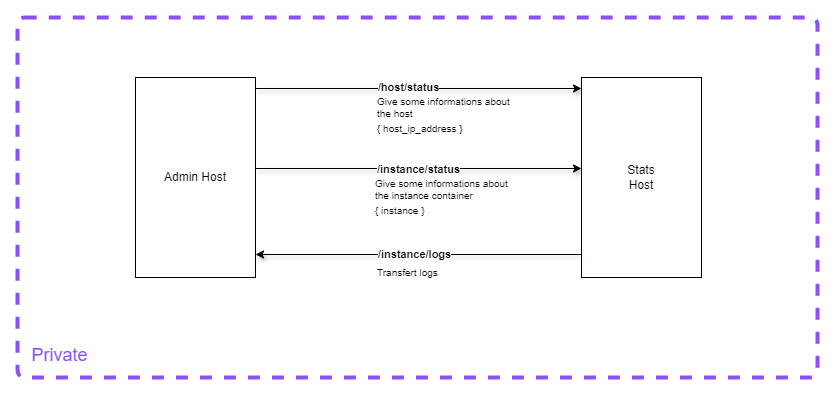 /host/status
Give some informations about
the host
{ host_ip_address }
Admin Host
/instance/status
Give some informations about
the instance container
{ instance }
Stats
Host
/instance/logs
Transfert logs
Private